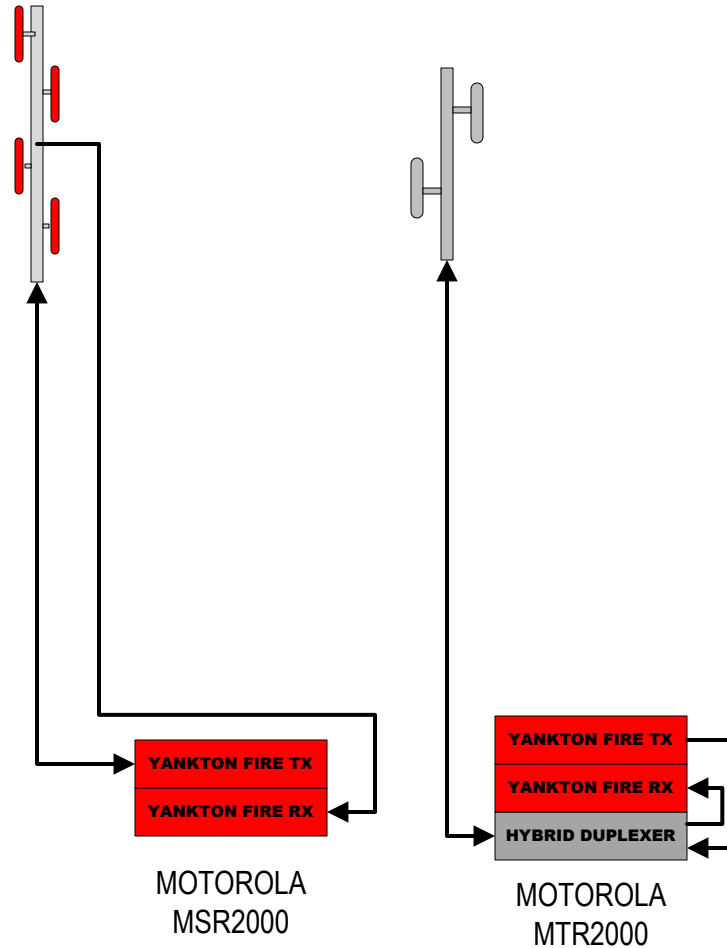 YANKTON FIRE TX
YANKTON FIRE RX
MOTOROLA
MSR2000
YANKTON FIRE TX
YANKTON FIRE RX
HYBRID DUPLEXER
MOTOROLA
MTR2000